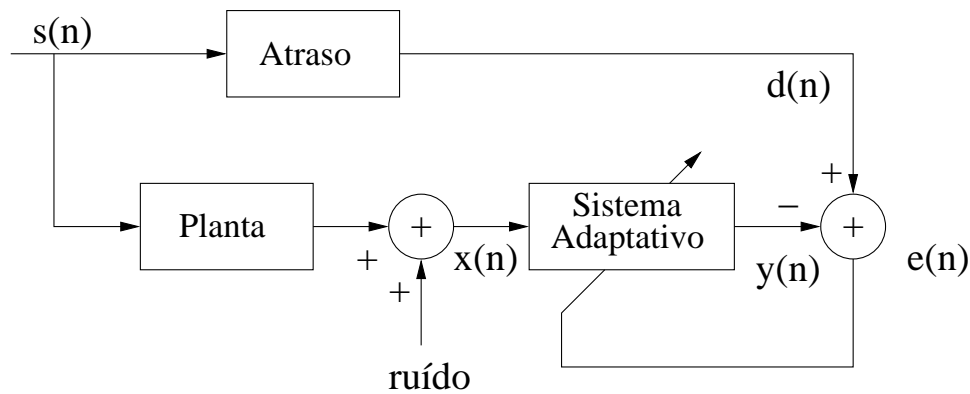 s(n)
Atraso
d(n)
+
Planta
+
+
x(n)
Sistema
Adaptativo
−
y(n)
+
e(n)
+
ruído